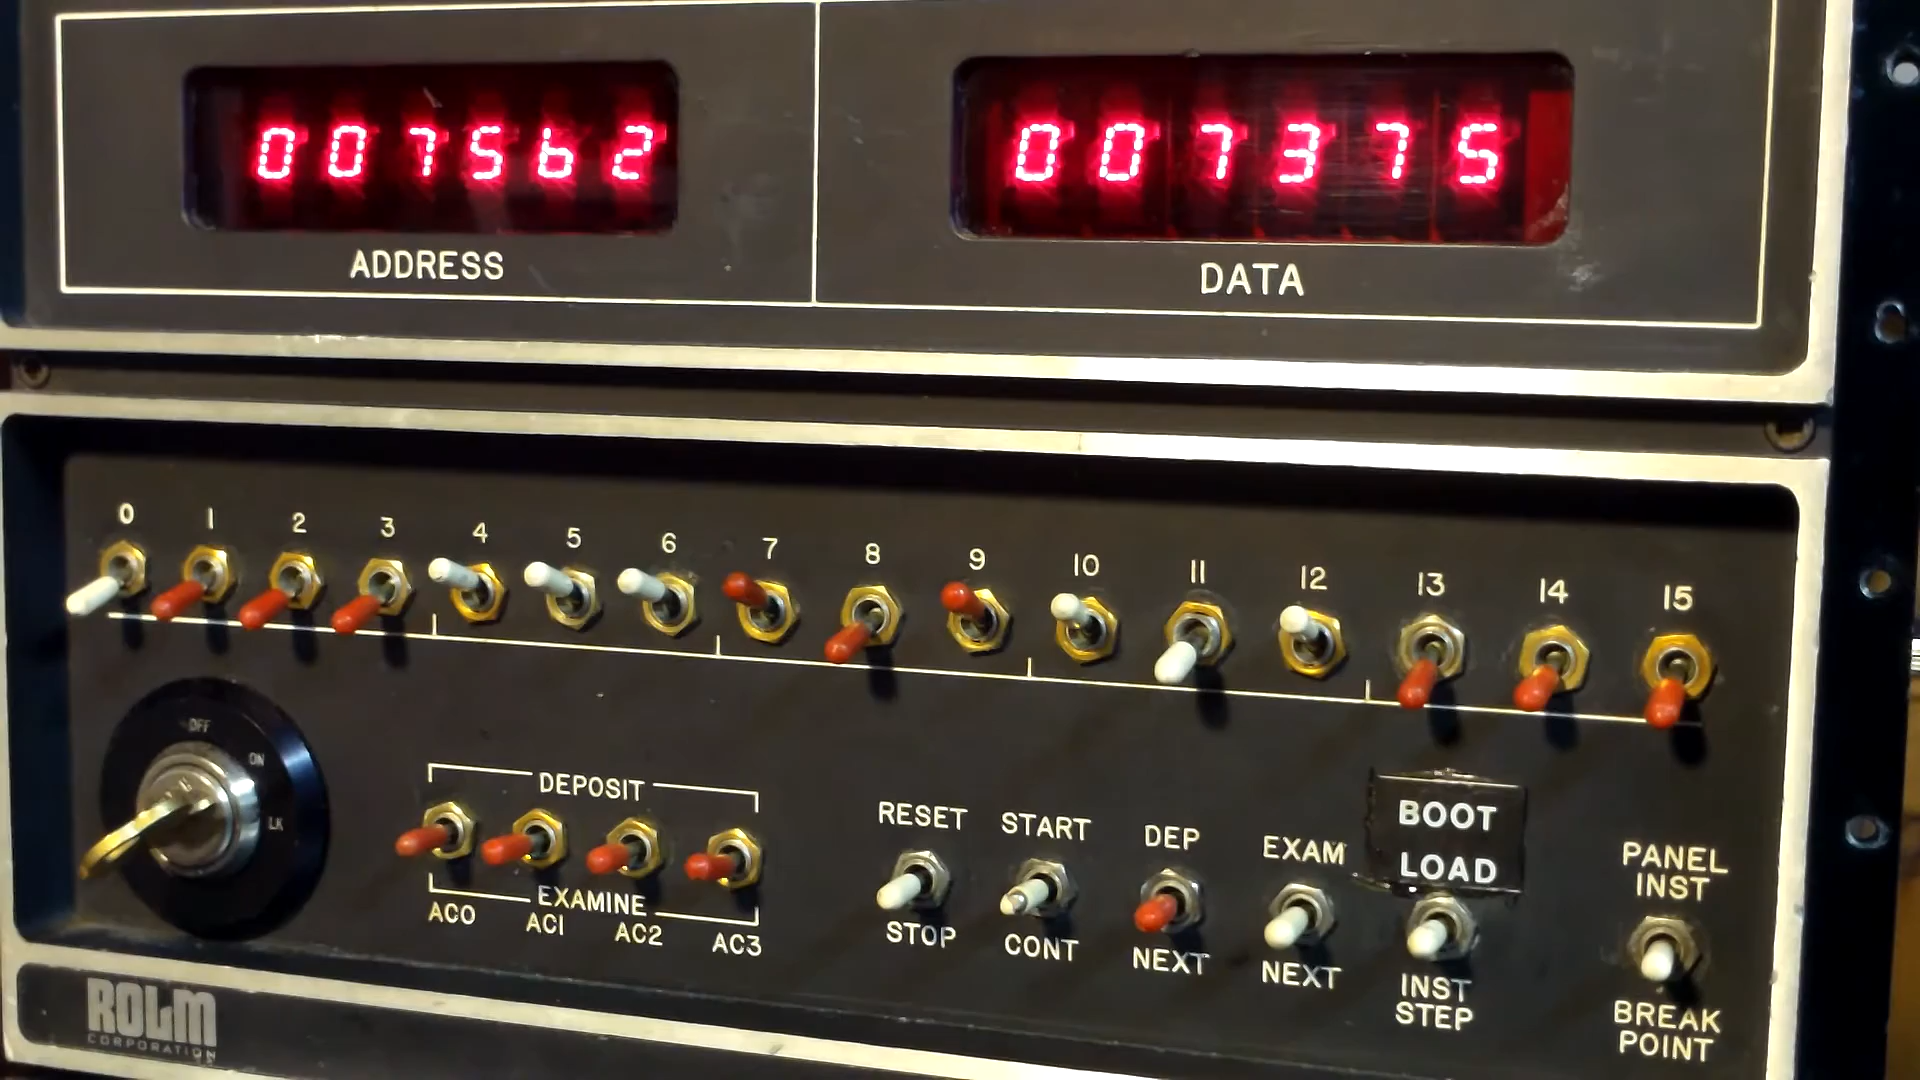 007562
007375
ADDRESS
DATA
0 1 2 3 4 5 6 7 8 9 10 11 12 13 14 15
OFF
ON
LK
DEPOSIT
EXAMINE
AC0 AC1 AC2 AC3
RESET
STOP
START
CONT
DEP
NEXT
EXAM
NEXT
BOOT
LOAD
INST
STEP
PANEL
INST
BREAK
POINT
ROLM
CORPORATION